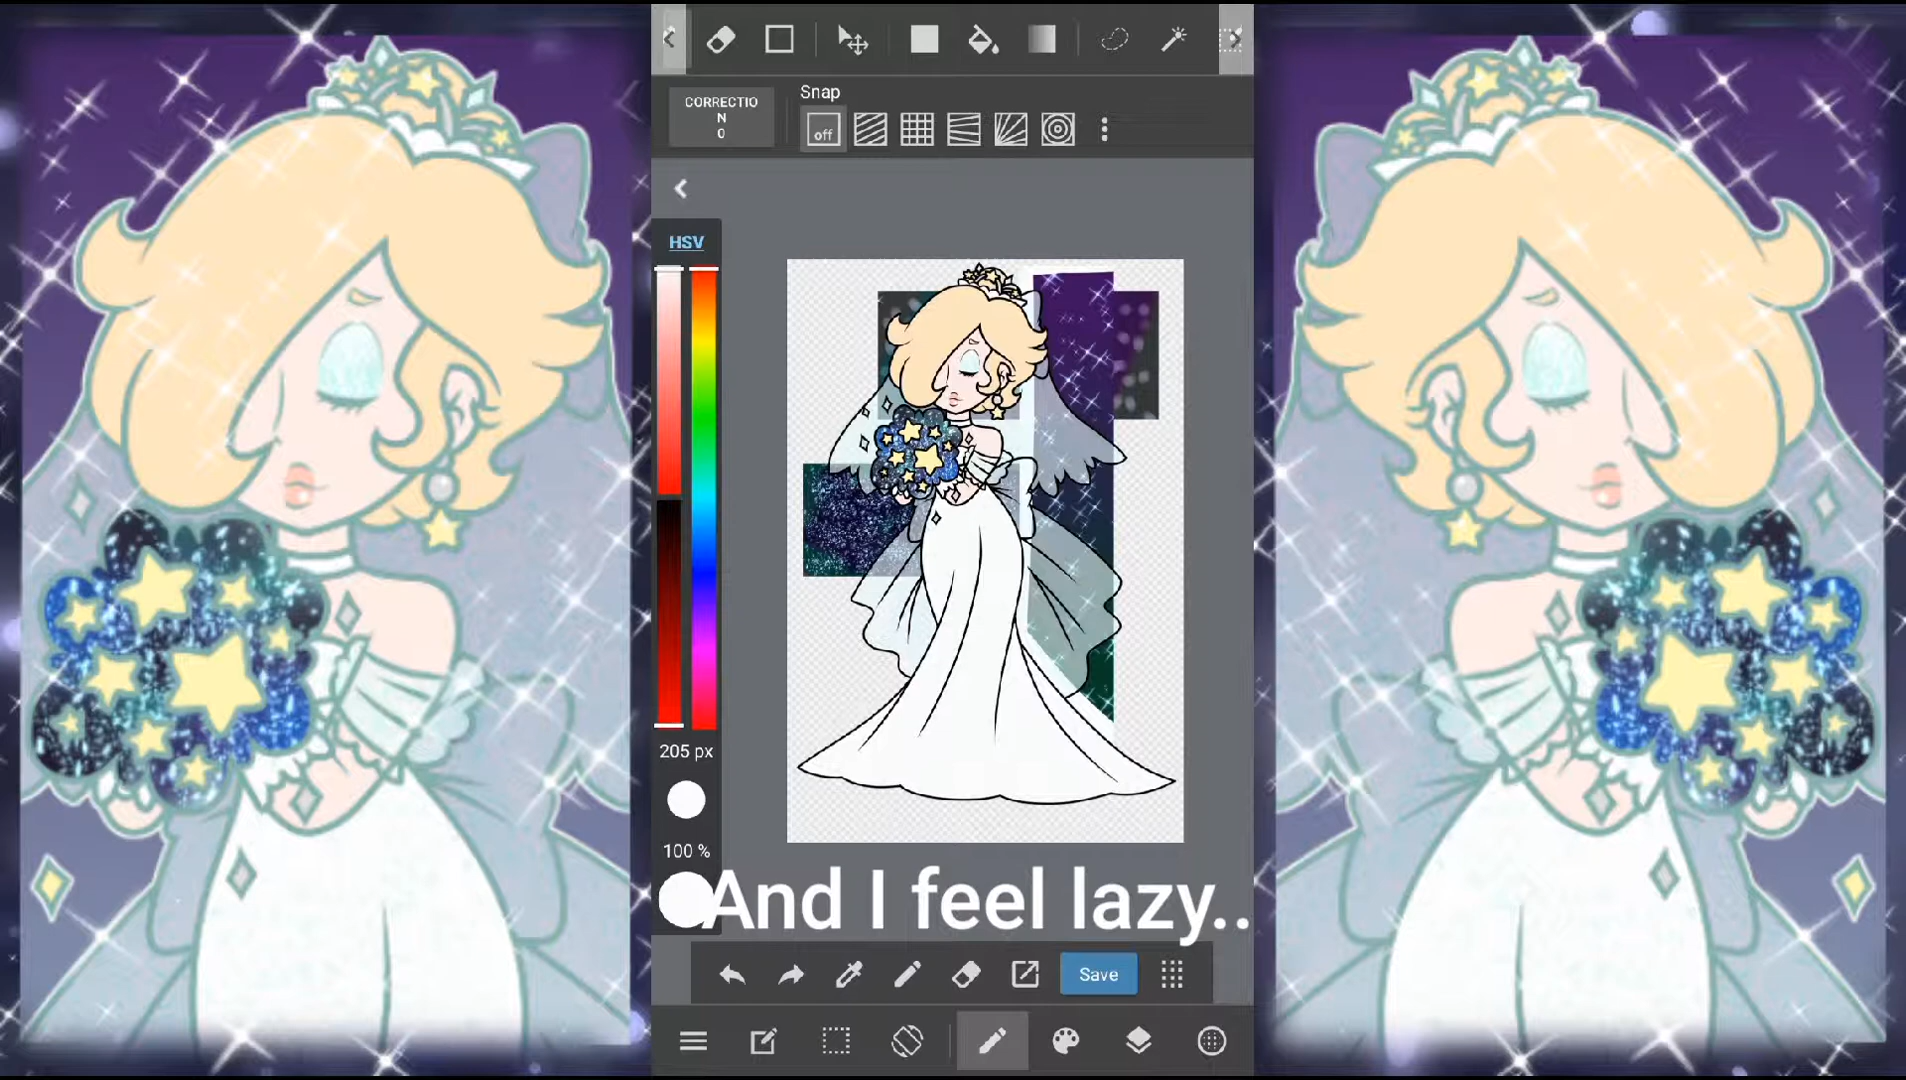 Snap
CORRECTIO
N
0
off
HSV
205 px
100 %
And I feel lazy..
Save